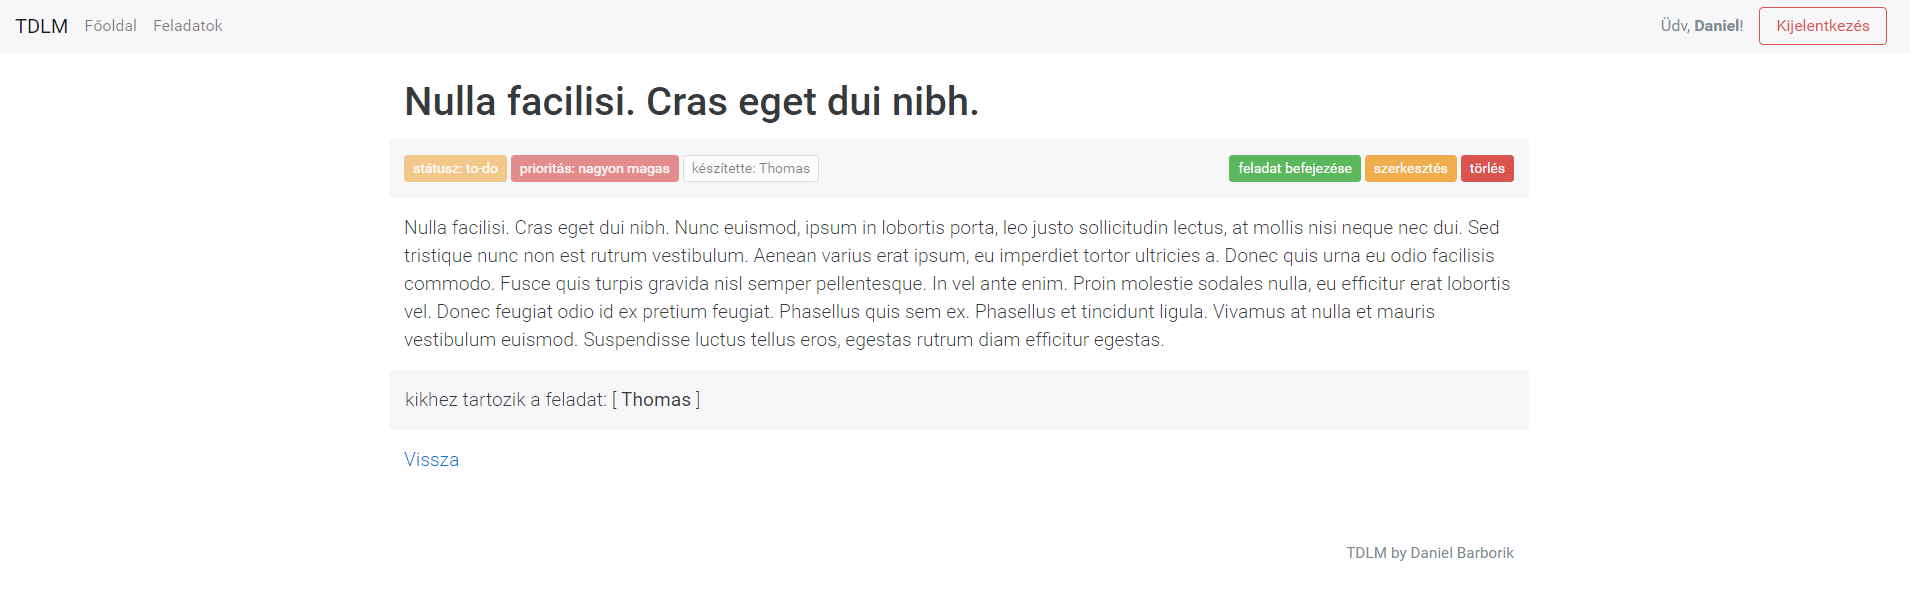 TDLM Főoldal Feladatok Üdv, Daniel! Kijelentkezés
Nulla facilisi. Cras eget dui nibh.
státusz: to-do prioritás: nagyon magas készítette: Thomas feladat befejezése szerkesztés törlés
Nulla facilisi. Cras eget dui nibh. Nunc euismod, ipsum in lobortis porta, leo justo sollicitudin lectus, at mollis nisi neque nec dui. Sed
tristique nunc non est rutrum vestibulum. Aenean varius erat ipsum, eu imperdiet tortor ultricies a. Donec quis urna eu odio facilisis
commodo. Fusce quis turpis gravida nisl semper pellentesque. In vel ante enim. Proin molestie sodales nulla, eu efficitur erat lobortis
vel. Donec feugiat odio id ex pretium feugiat. Phasellus quis sem ex. Phasellus et tincidunt ligula. Vivamus at nulla et mauris
vestibulum euismod. Suspendisse luctus tellus eros, egestas rutrum diam efficitur egestas.
kikhez tartozik a feladat: [ Thomas ]
Vissza
TDLM by Daniel Barborik